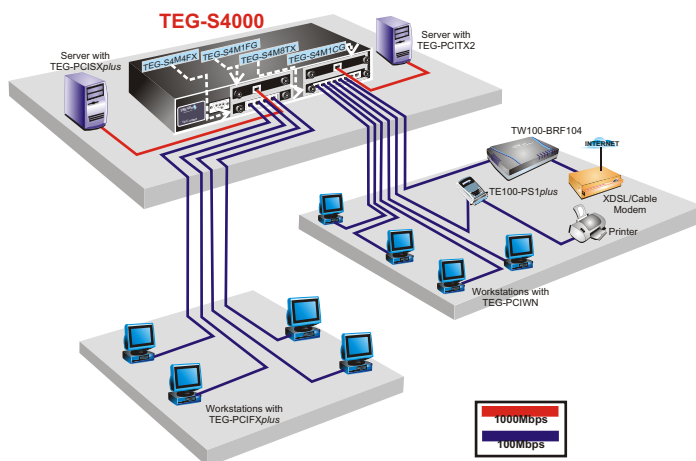 TEG-S4000
Server with
TEG-PCISXplus
TEG-S4M4FX
TEG-S4M1FG
TEG-S4M8TX
TEG-S4M1CG
Server with
TEG-PCITX2
TW100-BRF104
INTERNET
TE100-PS1plus
XDSL/Cable
Modem
Printer
Workstations with
TEG-PCIWN
Workstations with
TEG-PCIFXplus
1000Mbps
100Mbps